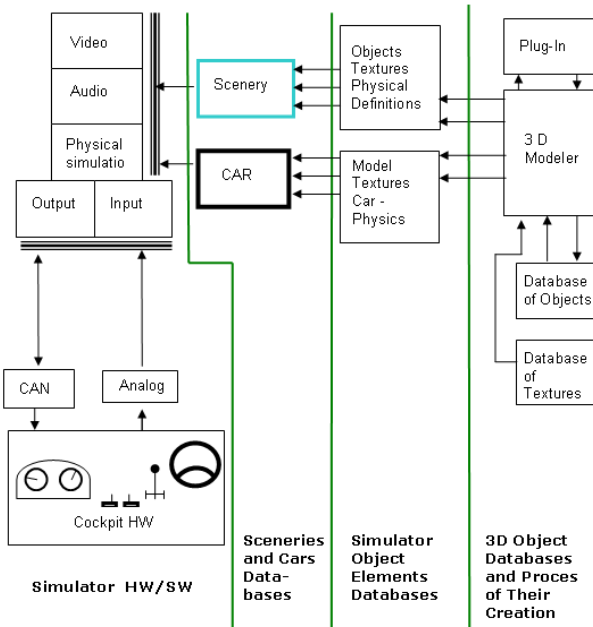 Video
Audio
Physical
simulatio
Output
Input
Scenery
CAR
Objects
Textures
Physical
Definitions
Model
Textures
Car -
Physics
Plug-In
3 D
Modeler
Database
of Objects
Database
of
Textures
CAN
Analog
Cockpit HW
Simulator HW/SW
Sceneries
and Cars
Data-
bases
Simulator
Object
Elements
Databases
3D Object
Databases
and Proces
of Their
Creation